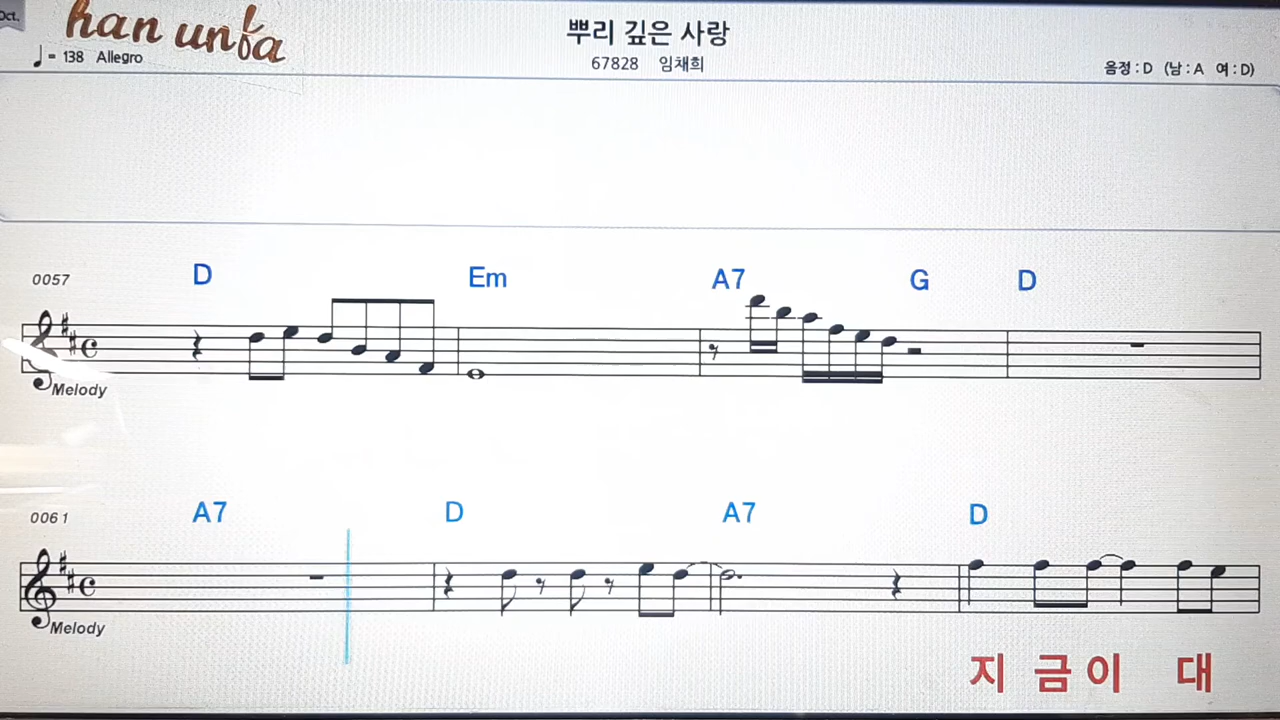 Oct.
han unfa
뿌리 깊은 사랑
♩= 138 Allegro
67828 임채희
음정 : D (남 : A 여 : D)
0057 D Em A7 G D
Melody
0061 A7 D A7 D
Melody
지 금 이 대